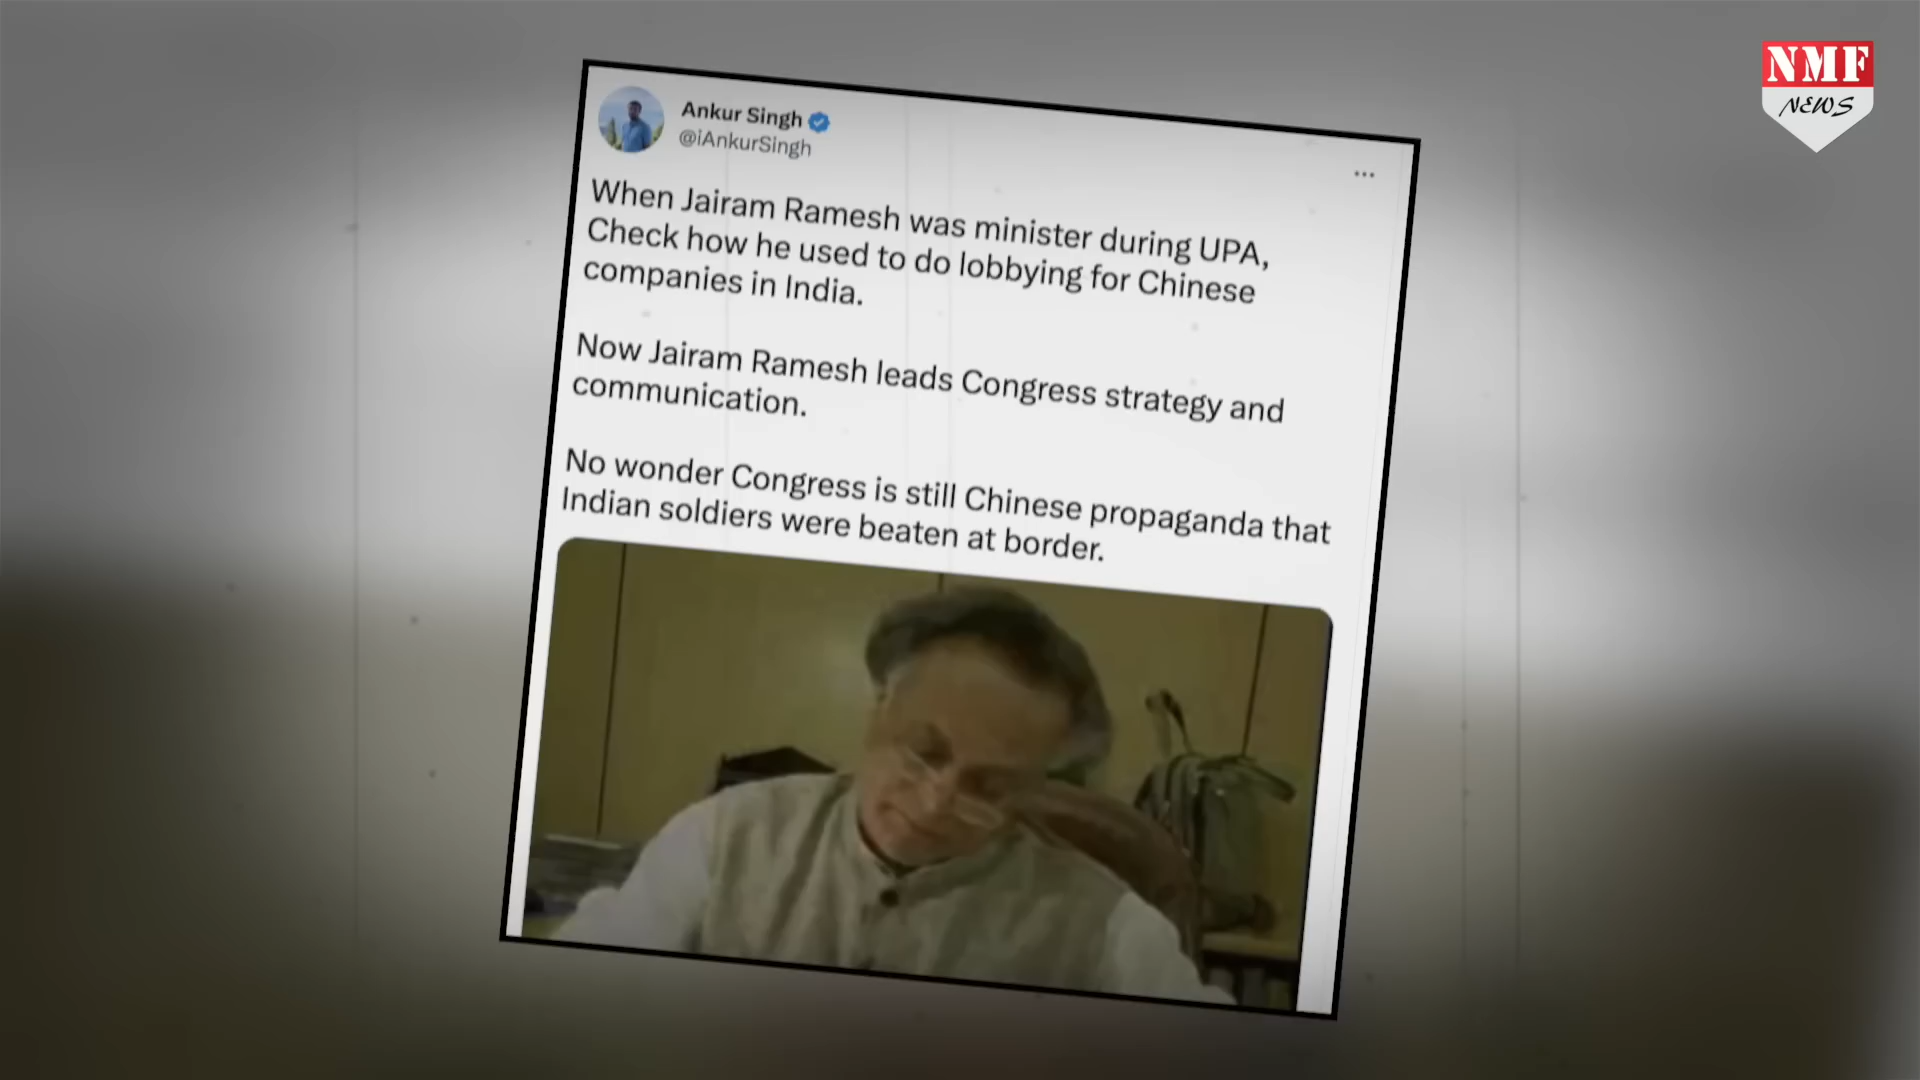 NMF
NEWS
Ankur Singh
@iAnkurSingh
...
When Jairam Ramesh was minister during UPA,
Check how he used to do lobbying for Chinese
companies in India.
Now Jairam Ramesh leads Congress strategy and
communication.
No wonder Congress is still Chinese propaganda that
Indian soldiers were beaten at border.